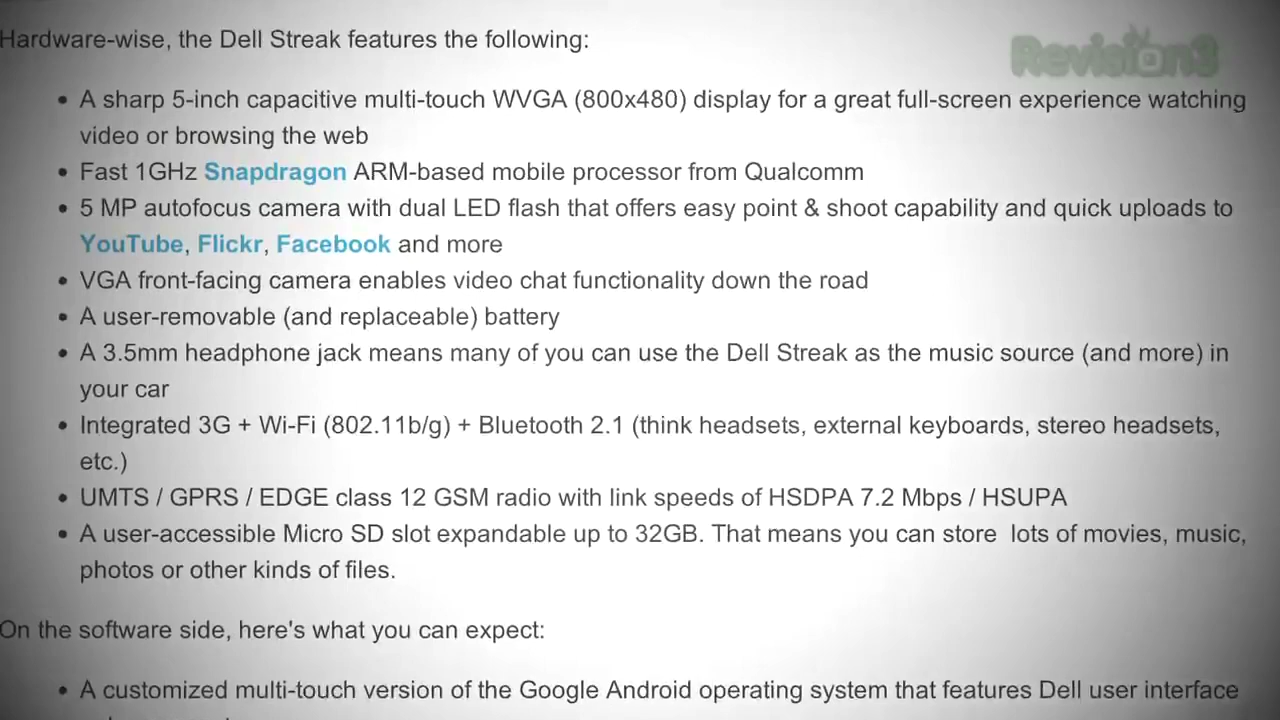 Hardware-wise, the Dell Streak features the following:
Revision3
• A sharp 5-inch capacitive multi-touch WVGA (800x480) display for a great full-screen experience watching
video or browsing the web
• Fast 1GHz Snapdragon ARM-based mobile processor from Qualcomm
• 5 MP autofocus camera with dual LED flash that offers easy point & shoot capability and quick uploads to
YouTube, Flickr, Facebook and more
• VGA front-facing camera enables video chat functionality down the road
• A user-removable (and replaceable) battery
• A 3.5mm headphone jack means many of you can use the Dell Streak as the music source (and more) in
your car
• Integrated 3G + Wi-Fi (802.11b/g) + Bluetooth 2.1 (think headsets, external keyboards, stereo headsets,
etc.)
• UMTS / GPRS / EDGE class 12 GSM radio with link speeds of HSDPA 7.2 Mbps / HSUPA
• A user-accessible Micro SD slot expandable up to 32GB. That means you can store  lots of movies, music,
photos or other kinds of files.
On the software side, here's what you can expect:
• A customized multi-touch version of the Google Android operating system that features Dell user interface